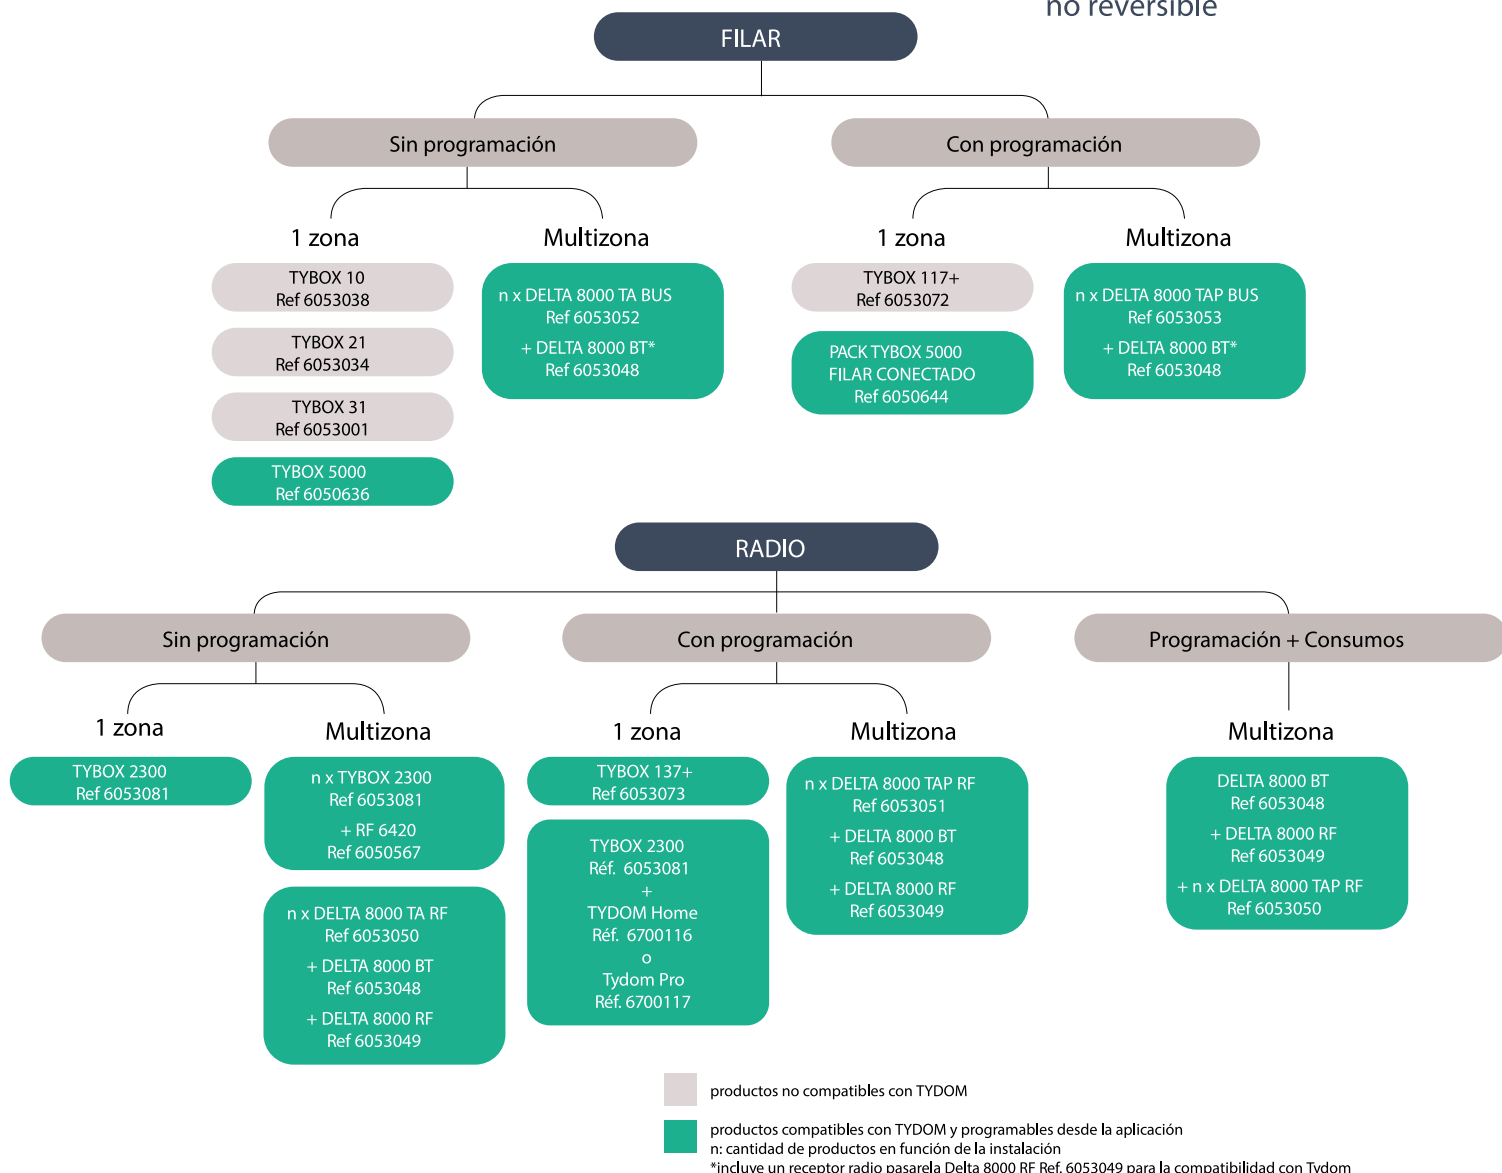 no reversible
FILAR
Sin programación
Con programación
1 zona
Multizona
1 zona
Multizona
TYBOX 10
Ref 6053038
TYBOX 21
Ref 6053034
TYBOX 31
Ref 6053001
TYBOX 5000
Ref 6050636
n x DELTA 8000 TA BUS
Ref 6053052
+ DELTA 8000 BT*
Ref 6053048
TYBOX 117+
Ref 6053072
PACK TYBOX 5000
FILAR CONECTADO
Ref 6050644
n x DELTA 8000 TAP BUS
Ref 6053053
+ DELTA 8000 BT*
Ref 6053048
RADIO
Sin programación
Con programación
Programación + Consumos
1 zona
Multizona
1 zona
Multizona
Multizona
TYBOX 2300
Ref 6053081
n x TYBOX 2300
Ref 6053081
+ RF 6420
Ref 6050567
n x DELTA 8000 TA RF
Ref 6053050
+ DELTA 8000 BT
Ref 6053048
+ DELTA 8000 RF
Ref 6053049
TYBOX 137+
Ref 6053073
TYBOX 2300
Réf. 6053081
+
TYDOM Home
Réf. 6700116
o
Tydom Pro
Réf. 6700117
n x DELTA 8000 TAP RF
Ref 6053051
+ DELTA 8000 BT
Ref 6053048
+ DELTA 8000 RF
Ref 6053049
DELTA 8000 BT
Ref 6053048
+ DELTA 8000 RF
Ref 6053049
+ n x DELTA 8000 TAP RF
Ref 6053050
productos no compatibles con TYDOM
productos compatibles con TYDOM y programables desde la aplicación
n: cantidad de productos en función de la instalación
*incluye un receptor radio pasarela Delta 8000 RF Ref. 6053049 para la compatibilidad con Tydom